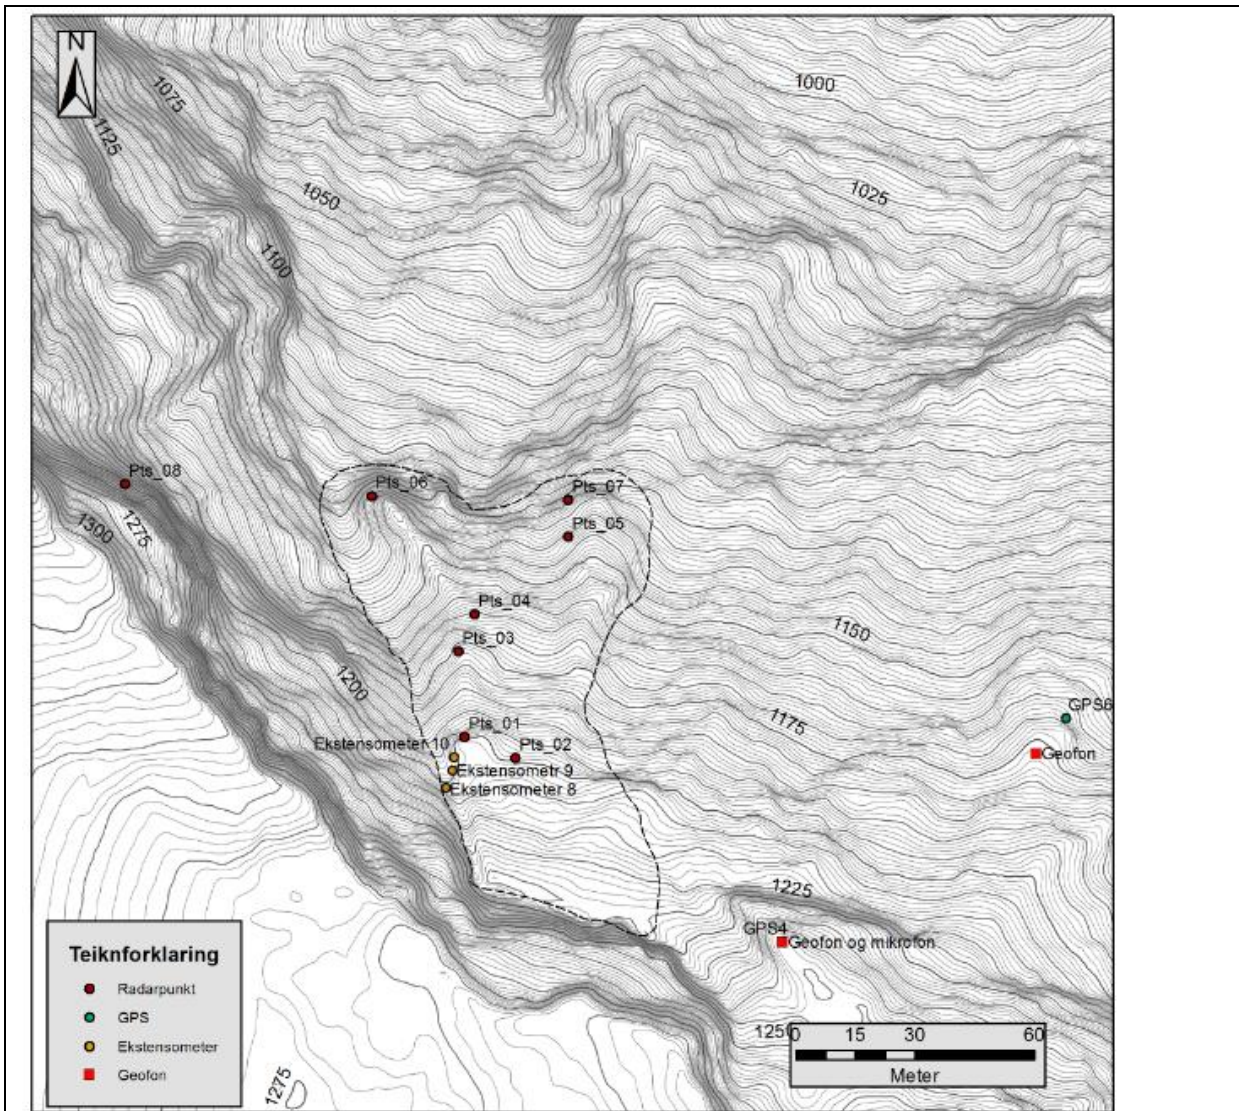 N
1075
1125
1000
1050
1025
1100
Pts_08
Pts_06
Pts_07
1275
1300
Pts_05
Pts_04
1150
Pts_03
1200
GPS6
1175
Pts_01
Ekstensometer 10
Pts_02
Geofon
Ekstensometr 9
Ekstensometer 8
1225
GPS4
Geofon og mikrofon
Teiknforklaring
Radarpunkt
GPS
Ekstensometer
Geofon
1250
0 15 30 60
Meter
1275